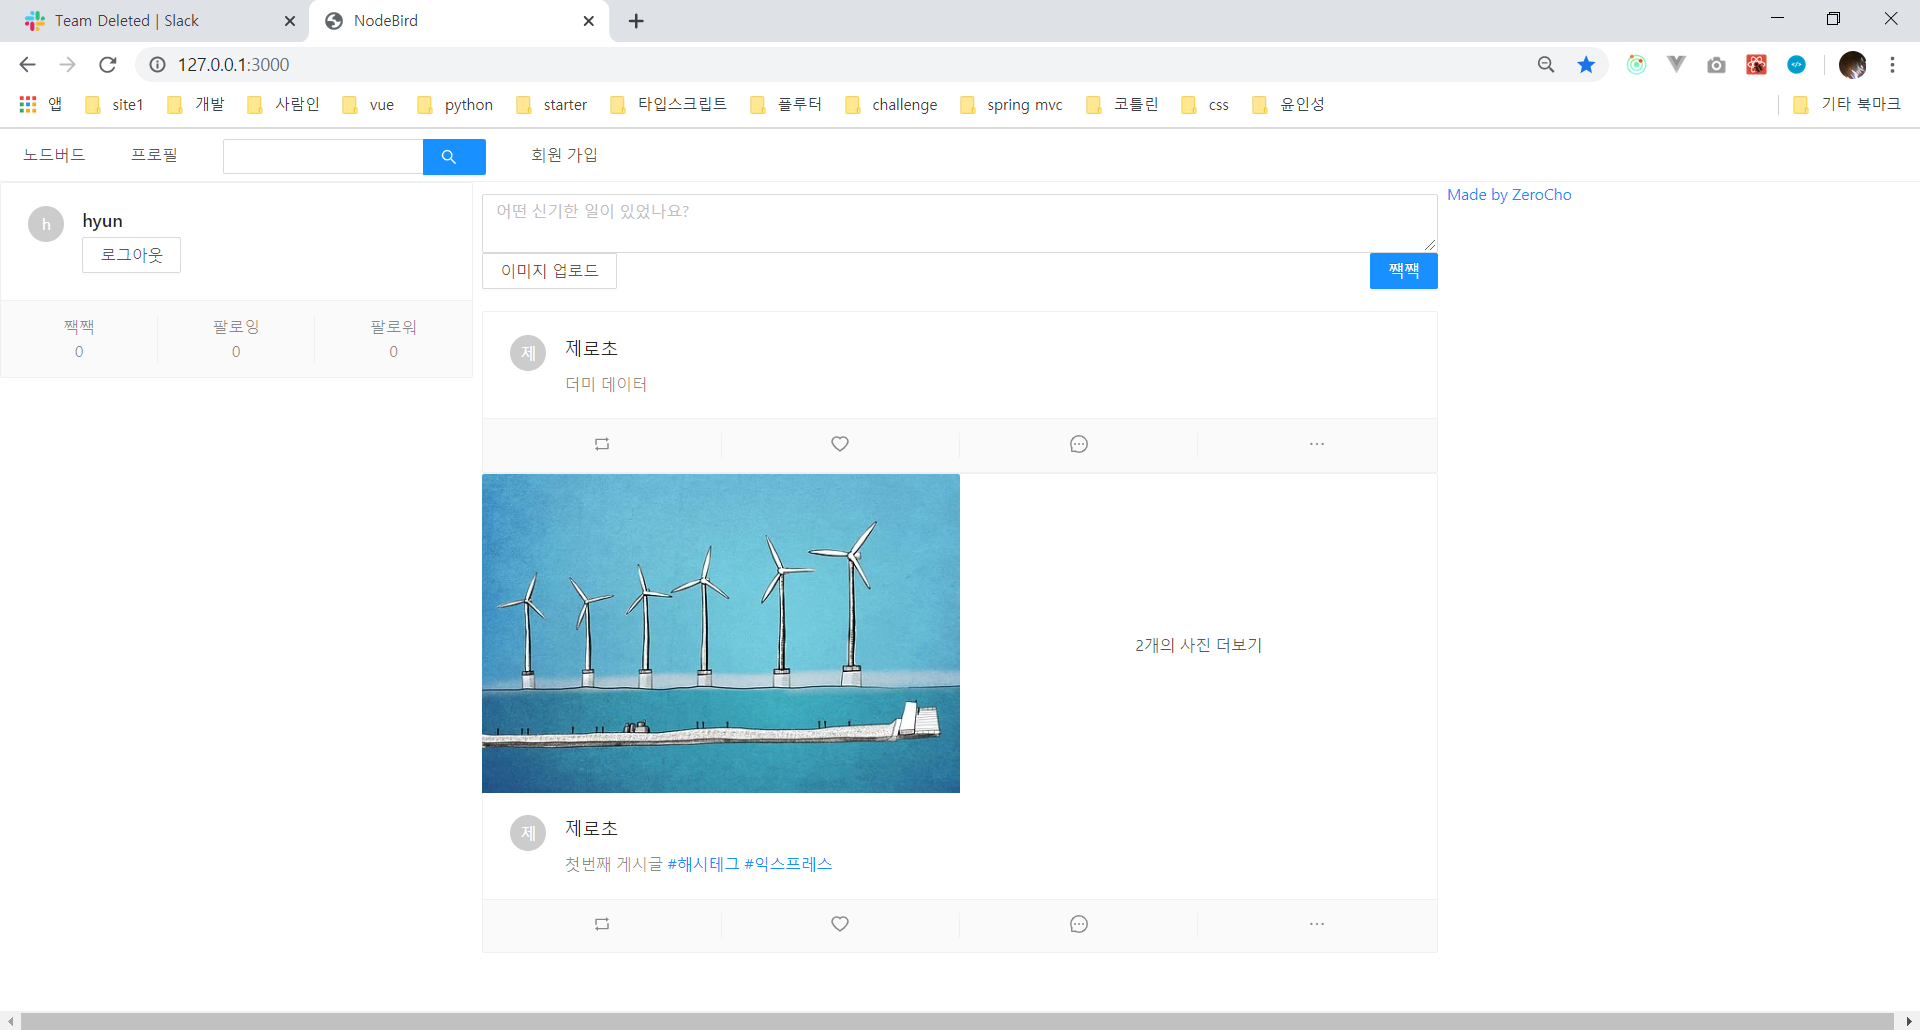 Team Deleted | Slack
NodeBird
127.0.0.1:3000
앱 site1 개발 사람인 vue python starter 타입스크립트 플루터 challenge spring mvc 코틀린 css 윤인성 기타 북마크
노드버드 프로필 회원 가입
h hyun
로그아웃
짹짹 팔로잉 팔로워
0 0 0
어떤 신기한 일이 있었나요?
이미지 업로드 짹짹
Made by ZeroCho
제 제로초
더미 데이터
2개의 사진 더보기
제 제로초
첫번째 게시글 #해시테그 #익스프레스